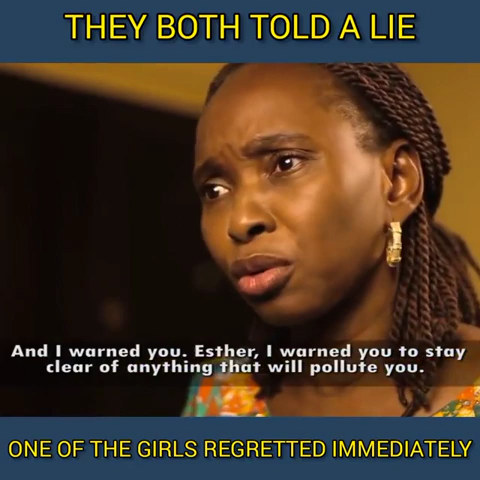 THEY BOTH TOLD A LIE
And I warned you. Esther, I warned you to stay
clear of anything that will pollute you.
ONE OF THE GIRLS REGRETTED IMMEDIATELY